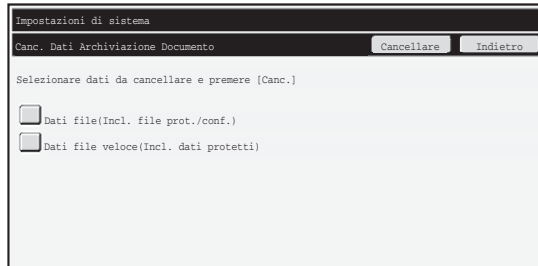 Impostazioni di sistema
Canc. Dati Archiviazione Documento Cancellare Indietro
Selezionare dati da cancellare e premere [Canc.]
Dati file(Incl. file prot./conf.)
Dati file veloce(Incl. dati protetti)